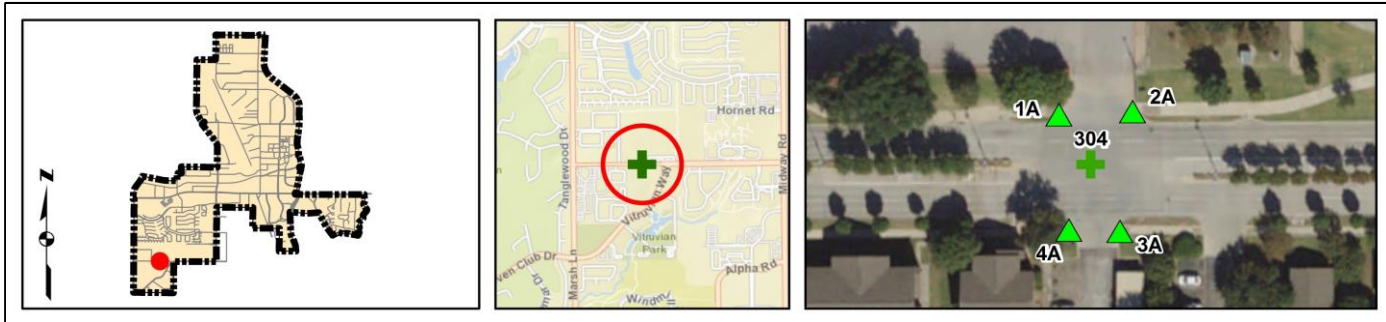 N
Hornet Rd
Tanglewood Dr
Midway Rd
Vitruvian Way
Vitruvian
Park
Marsh Ln
Alpha Rd
1A
2A
304
4A
3A